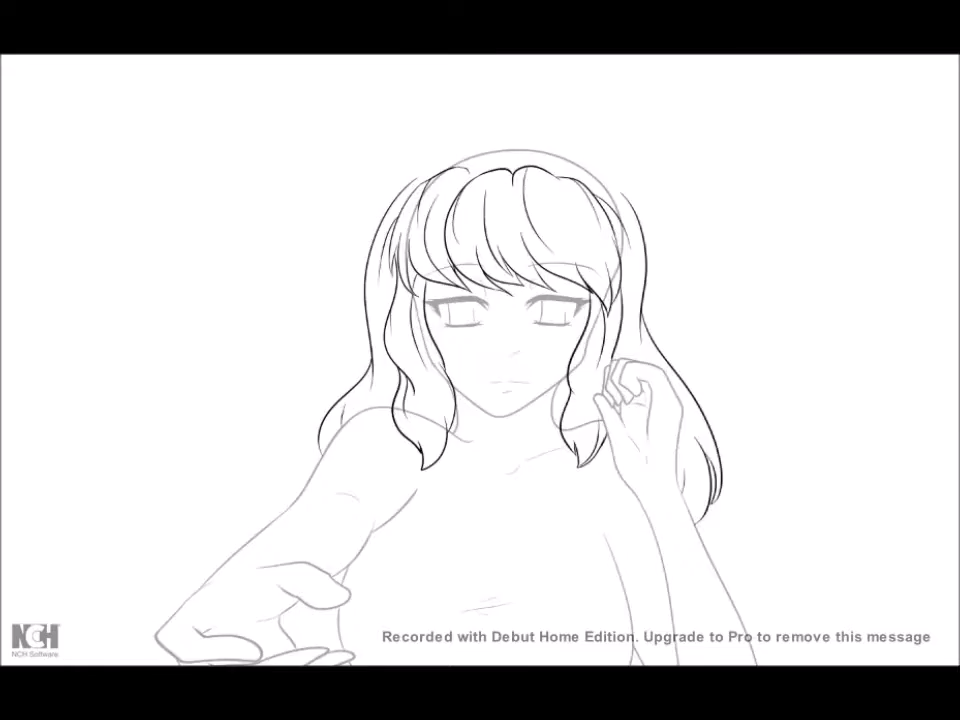 NCH
NCH Software
Recorded with Debut Home Edition. Upgrade to Pro to remove this message